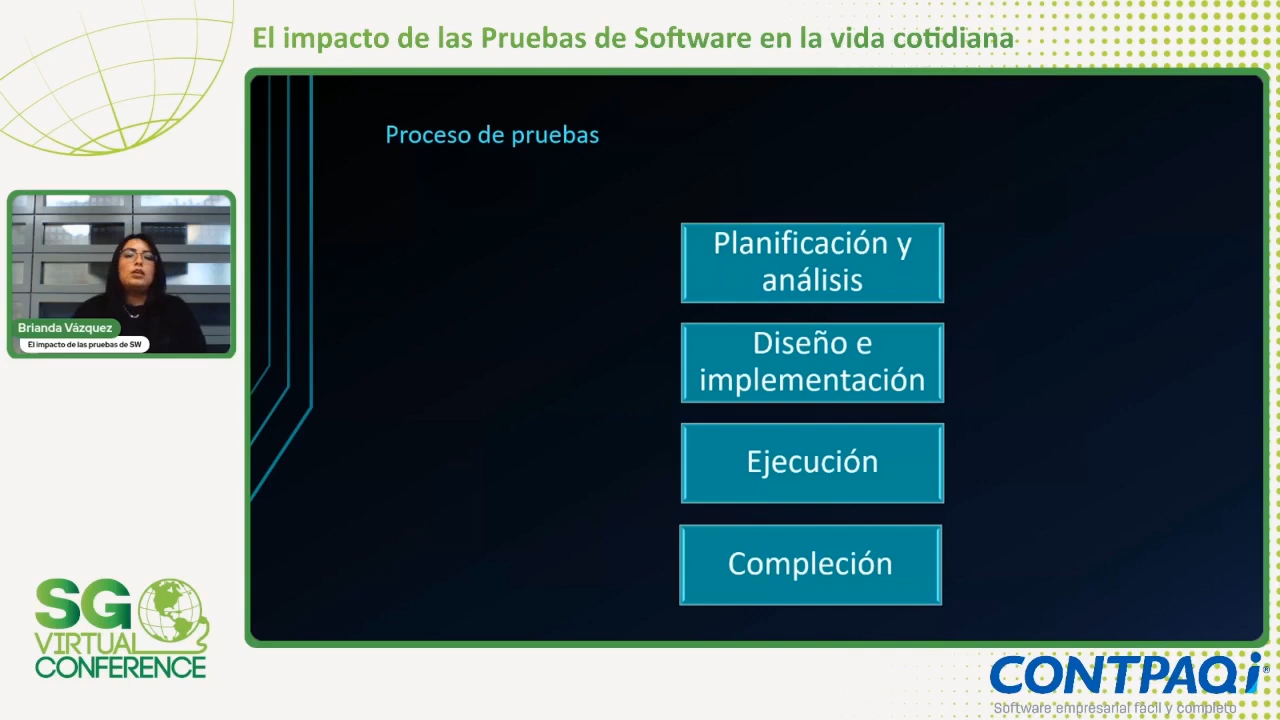 El impacto de las Pruebas de Software en la vida cotidiana
Proceso de pruebas
Planificación y
análisis
Diseño e
implementación
Ejecución
Compleción
Brianda Vázquez
El impacto de las pruebas de SW
SG
VIRTUAL
CONFERENCE
CONTPAQi®
Software empresarial fácil y completo